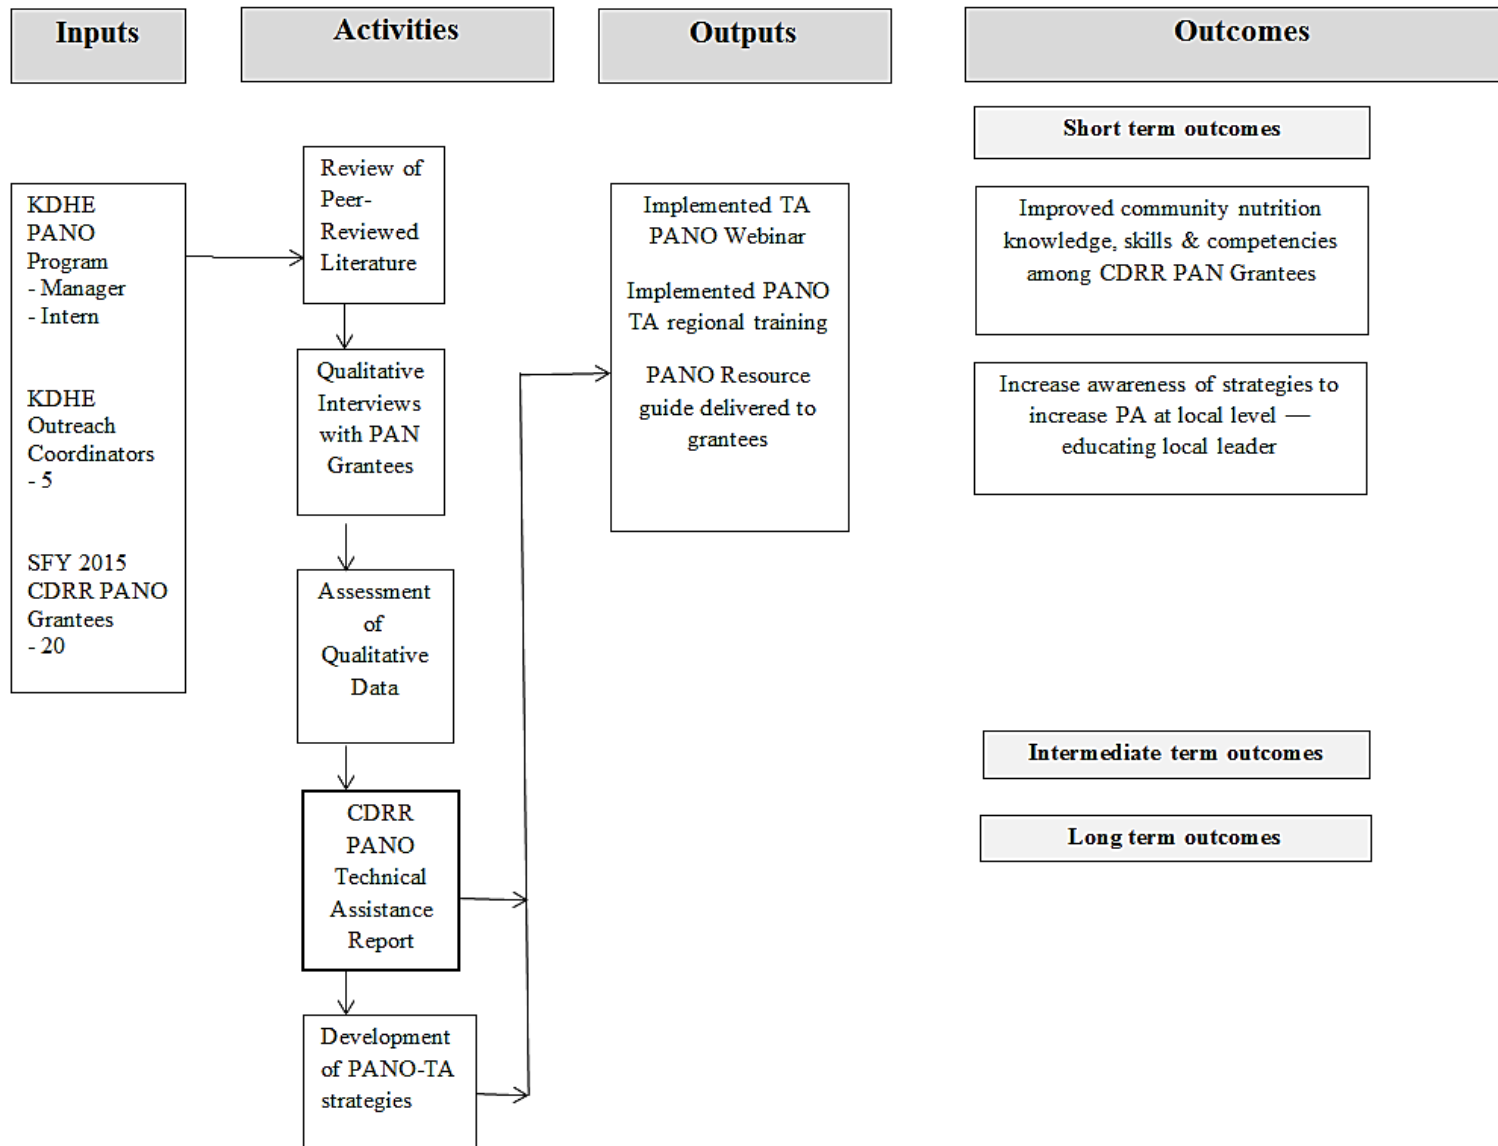 Inputs
Activities
Outputs
Outcomes
KDHE
PANO
Program
- Manager
- Intern
KDHE
Outreach
Coordinators
- 5
SFY 2015
CDRR PANO
Grantees
- 20
Review of
Peer-
Reviewed
Literature
Qualitative
Interviews
with PAN
Grantees
Assessment
of
Qualitative
Data
CDRR
PANO
Technical
Assistance
Report
Development
of PANO-TA
strategies
Implemented TA
PANO Webinar
Implemented PANO
TA regional training
PANO Resource
guide delivered to
grantees
Short term outcomes
Improved community nutrition
knowledge, skills & competencies
among CDRR PAN Grantees
Increase awareness of strategies to
increase PA at local level —
educating local leader
Intermediate term outcomes
Long term outcomes